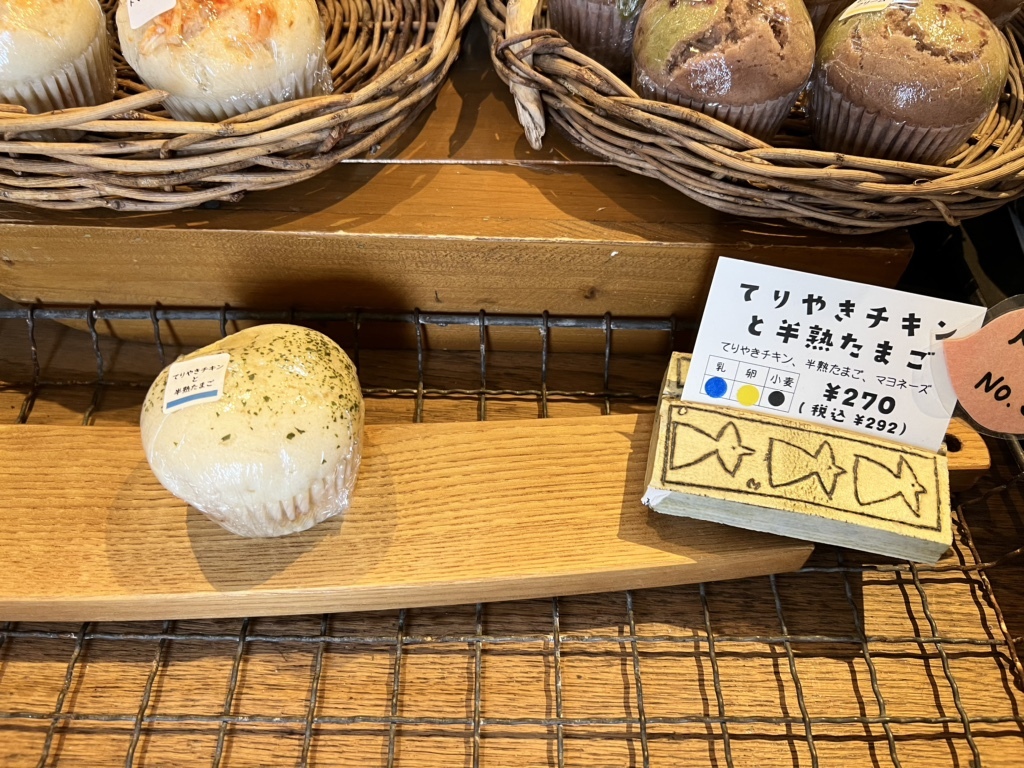 てりやきチキン
と半熟たまご
てりやきチキン、半熟たまご、マヨネーズ
乳 卵 小麦
¥270
(税込 ¥292)
No.
てりやきチキン
と
半熟たまご